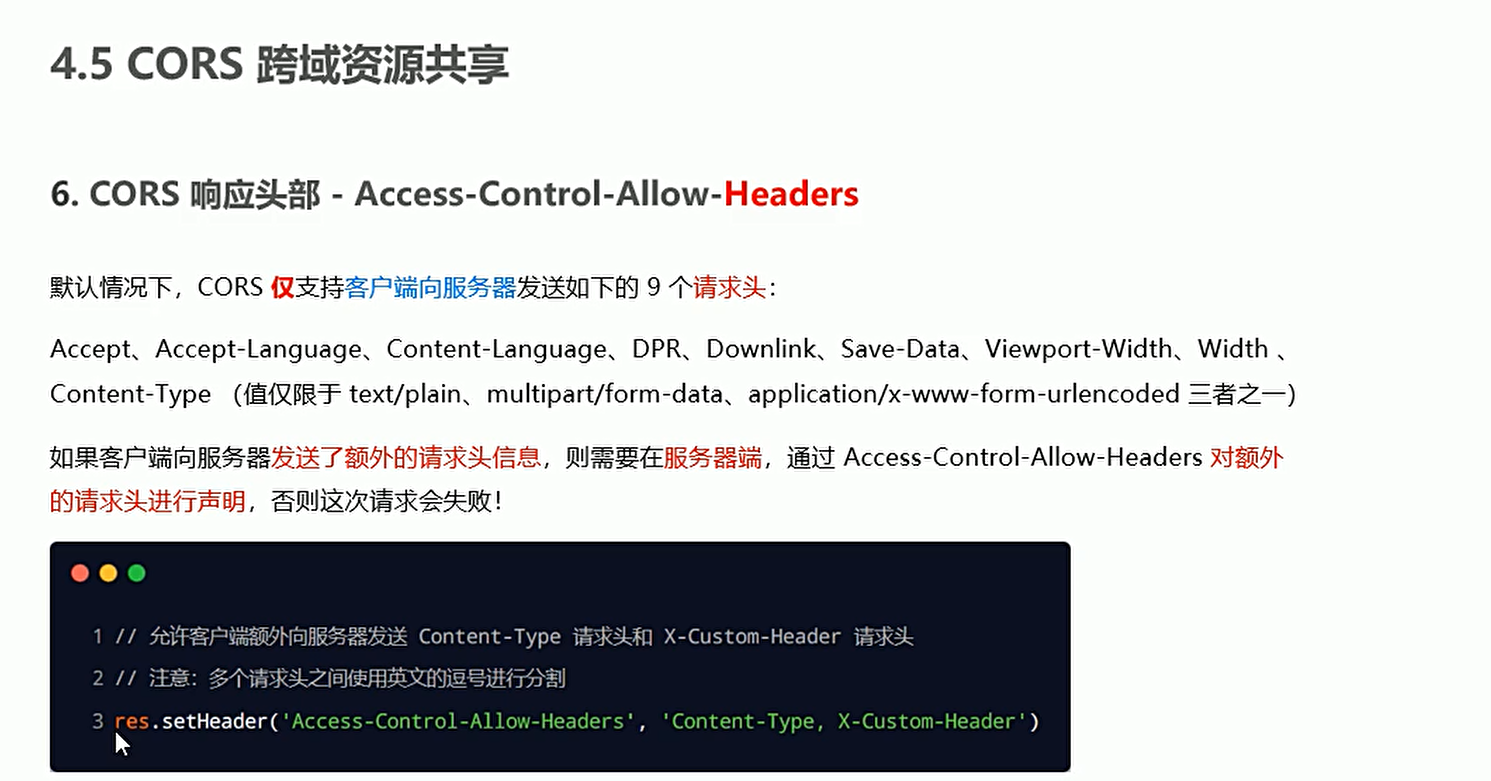 4.5 CORS 跨域资源共享
6. CORS 响应头部 - Access-Control-Allow-Headers
默认情况下，CORS 仅支持客户端向服务器发送如下的 9 个请求头：
Accept、Accept-Language、Content-Language、DPR、Downlink、Save-Data、Viewport-Width、Width 、
Content-Type （值仅限于 text/plain、multipart/form-data、application/x-www-form-urlencoded 三者之一）
如果客户端向服务器发送了额外的请求头信息，则需要在服务器端，通过 Access-Control-Allow-Headers 对额外
的请求头进行声明，否则这次请求会失败！
1 // 允许客户端额外向服务器发送 Content-Type 请求头和 X-Custom-Header 请求头
2 // 注意：多个请求头之间使用英文的逗号进行分割
3 res.setHeader('Access-Control-Allow-Headers', 'Content-Type, X-Custom-Header')